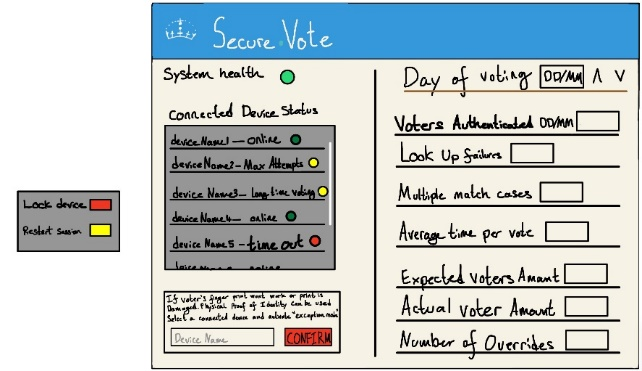 Secure Vote
System health
Connected Device Status
deviceName1 — online
deviceName2 - Max Attempts
device Name3 - Long time voting
device Name4 — online
device Name5 - time out
If voter's finger print wont work or print is
Damaged. Physical Proof of Identity Can be used
Select a connected device and activate "exception mode"
Device Name
CONFIRM
Lock device
Restart Session
Day of voting DD/MM Λ V
Voters Authenticated DD/MM
Look Up failures
Multiple match cases
Average time per vote
Expected Voters Amount
Actual Voter Amount
Number of Overrides